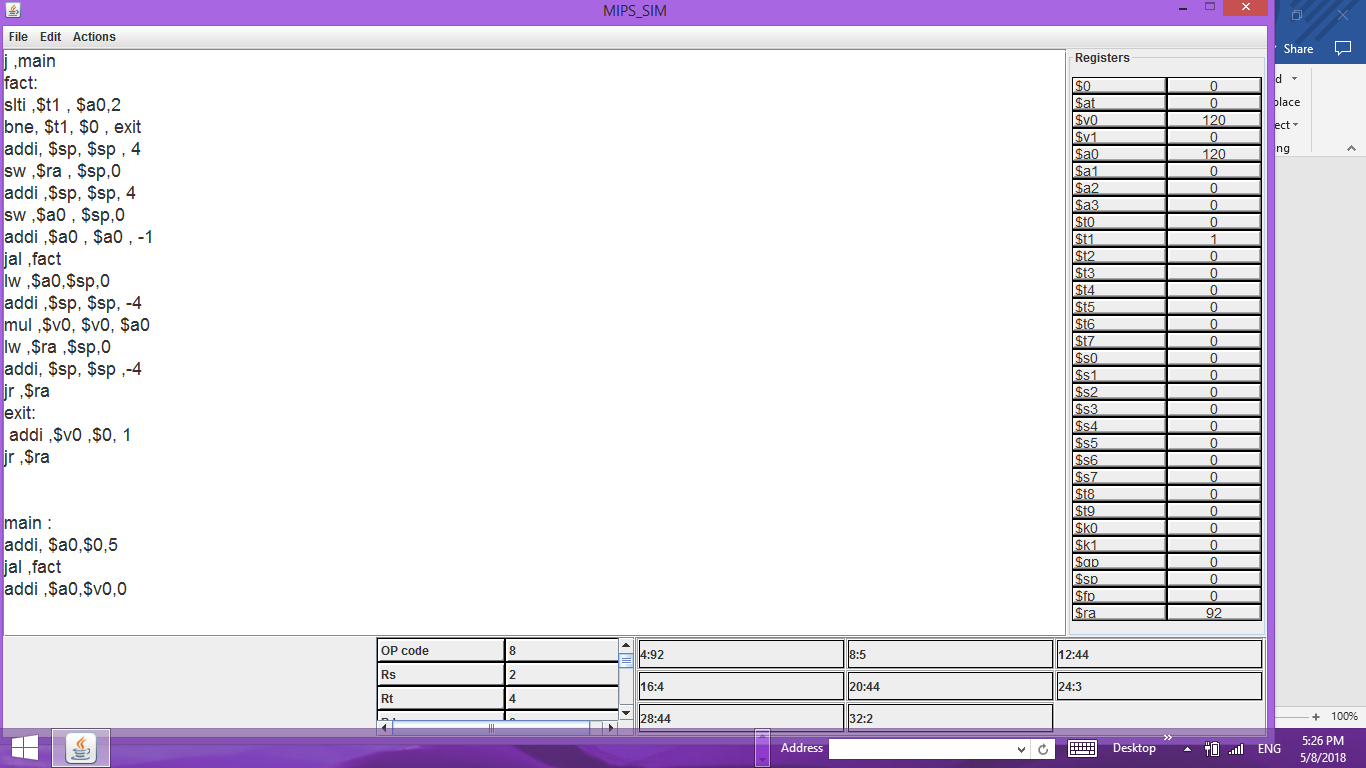 MIPS_SIM
File Edit Actions
Share
j ,main
fact:
slti ,$t1 , $a0,2
bne, $t1, $0 , exit
addi, $sp, $sp , 4
sw ,$ra , $sp,0
addi ,$sp, $sp, 4
sw ,$a0 , $sp,0
addi ,$a0 , $a0 , -1
jal ,fact
lw ,$a0,$sp,0
addi ,$sp, $sp, -4
mul ,$v0, $v0, $a0
lw ,$ra ,$sp,0
addi, $sp, $sp ,-4
jr ,$ra
exit:
addi ,$v0 ,$0, 1
jr ,$ra
main :
addi, $a0,$0,5
jal ,fact
addi ,$a0,$v0,0
Registers
$0 0
$at 0
$v0 120
$v1 0
$a0 120
$a1 0
$a2 0
$a3 0
$t0 0
$t1 1
$t2 0
$t3 0
$t4 0
$t5 0
$t6 0
$t7 0
$s0 0
$s1 0
$s2 0
$s3 0
$s4 0
$s5 0
$s6 0
$s7 0
$t8 0
$t9 0
$k0 0
$k1 0
$gp 0
$sp 0
$fp 0
$ra 92
d
place
ect
ng
OP code 8
Rs 2
Rt 4
4:92 8:5 12:44
16:4 20:44 24:3
28:44 32:2
100%
Address
Desktop
ENG
5:26 PM
5/8/2018